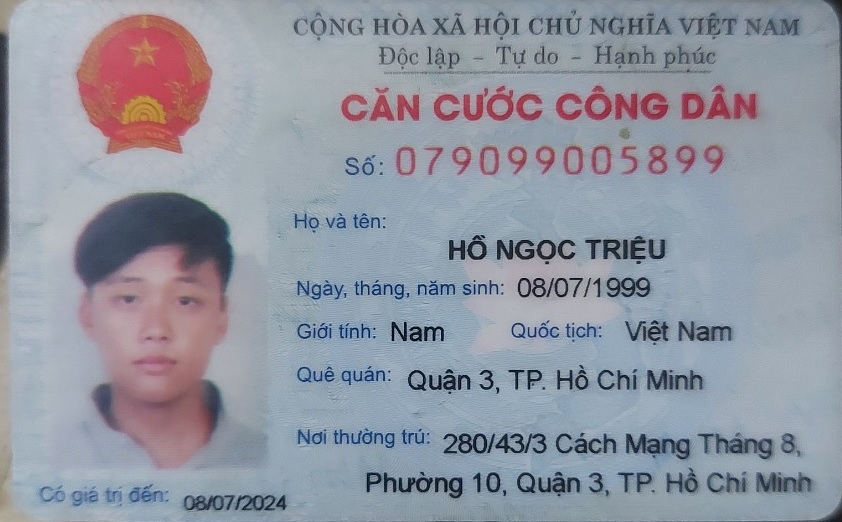 CỘNG HÒA XÃ HỘI CHỦ NGHĨA VIỆT NAM
Độc lập - Tự do - Hạnh phúc
CĂN CƯỚC CÔNG DÂN
Số: 079099005899
Họ và tên:
HỒ NGỌC TRIỆU
Ngày, tháng, năm sinh: 08/07/1999
Giới tính: Nam Quốc tịch: Việt Nam
Quê quán: Quận 3, TP. Hồ Chí Minh
Nơi thường trú: 280/43/3 Cách Mạng Tháng 8,
Phường 10, Quận 3, TP. Hồ Chí Minh
Có giá trị đến: 08/07/2024